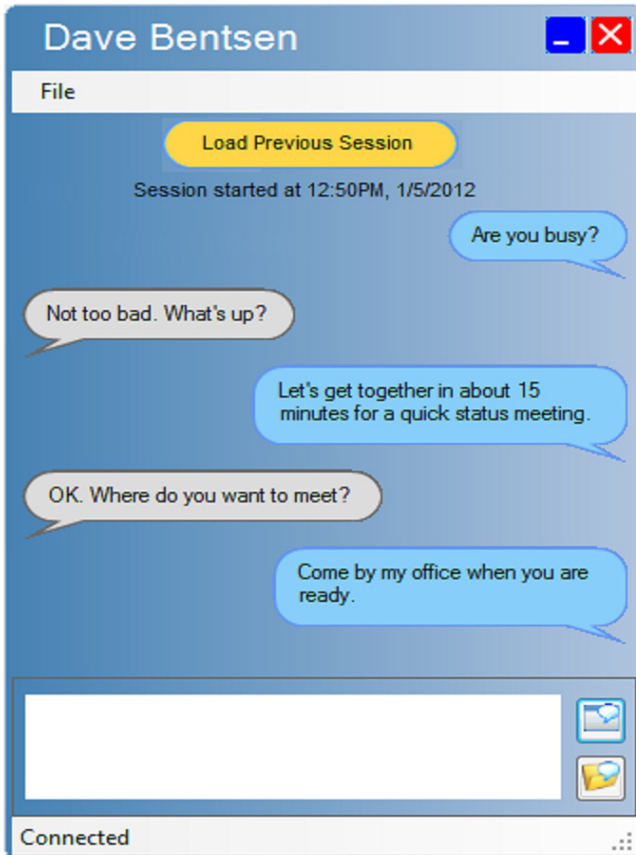 Dave Bentsen
File
Load Previous Session
Session started at 12:50PM, 1/5/2012
Are you busy?
Not too bad. What's up?
Let's get together in about 15
minutes for a quick status meeting.
OK. Where do you want to meet?
Come by my office when you are
ready.
Connected